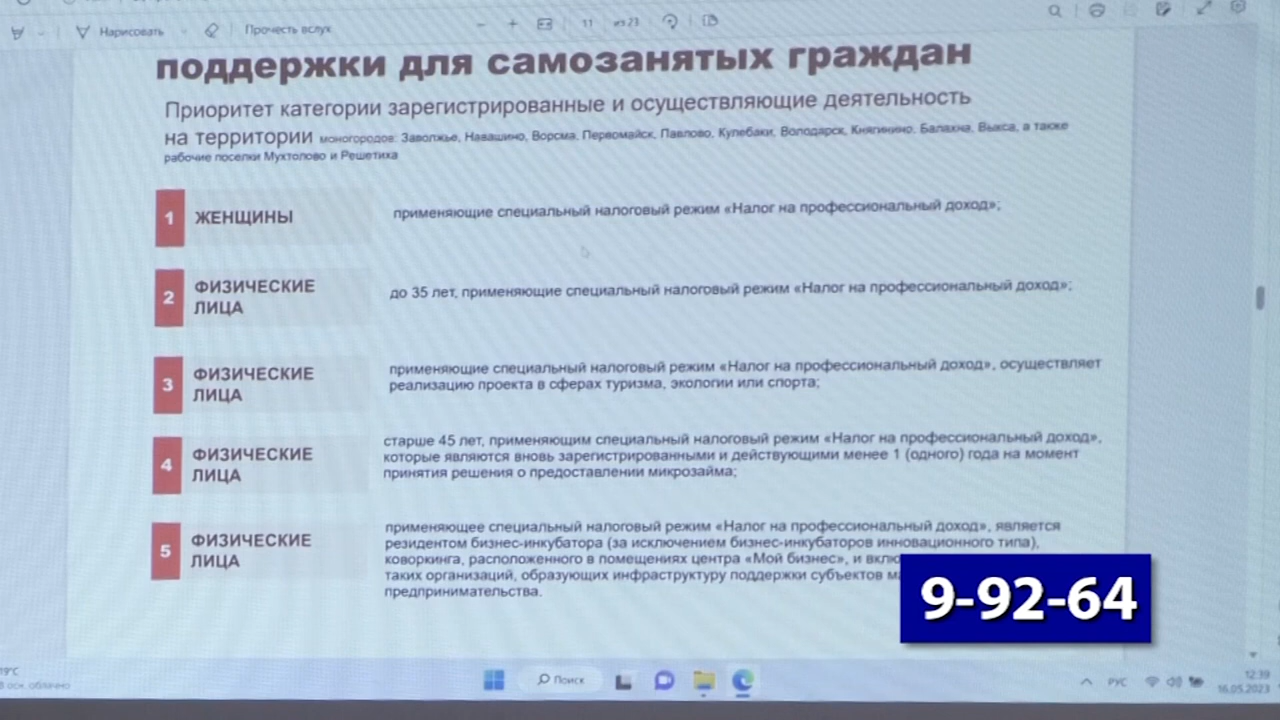 Нарисовать
Прочесть вслух
11
из 23
поддержки для самозанятых граждан
Приоритет категории зарегистрированные и осуществляющие деятельность
на территории моногородов: Заволжье, Навашино, Ворсма, Первомайск, Павлово, Кулебаки, Володарск, Княгинино, Балахна, Выкса, а также
рабочие поселки Мухтолово и Решетиха
1
ЖЕНЩИНЫ
применяющие специальный налоговый режим «Налог на профессиональный доход»;
2
ФИЗИЧЕСКИЕ
ЛИЦА
до 35 лет, применяющие специальный налоговый режим «Налог на профессиональный доход»;
3
ФИЗИЧЕСКИЕ
ЛИЦА
применяющие специальный налоговый режим «Налог на профессиональный доход», осуществляет
реализацию проекта в сферах туризма, экологии или спорта;
4
ФИЗИЧЕСКИЕ
ЛИЦА
старше 45 лет, применяющим специальный налоговый режим «Налог на профессиональный доход»,
которые являются вновь зарегистрированными и действующими менее 1 (одного) года на момент
принятия решения о предоставлении микрозайма;
5
ФИЗИЧЕСКИЕ
ЛИЦА
применяющее специальный налоговый режим «Налог на профессиональный доход», является
резидентом бизнес-инкубатора (за исключением бизнес-инкубаторов инновационного типа),
коворкинга, расположенного в помещениях центра «Мой бизнес», и вклю
таких организаций, образующих инфраструктуру поддержки субъектов ма
предпринимательства.
9-92-64
Поиск
РУС
12:39
16.05.2023